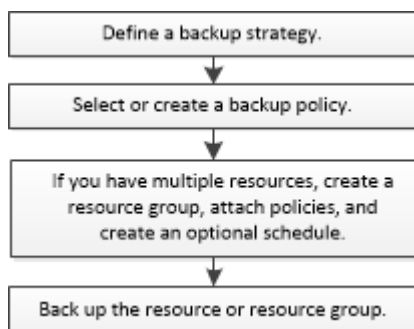 Define a backup strategy.
Select or create a backup policy.
If you have multiple resources, create a
resource group, attach policies, and
create an optional schedule.
Back up the resource or resource group.